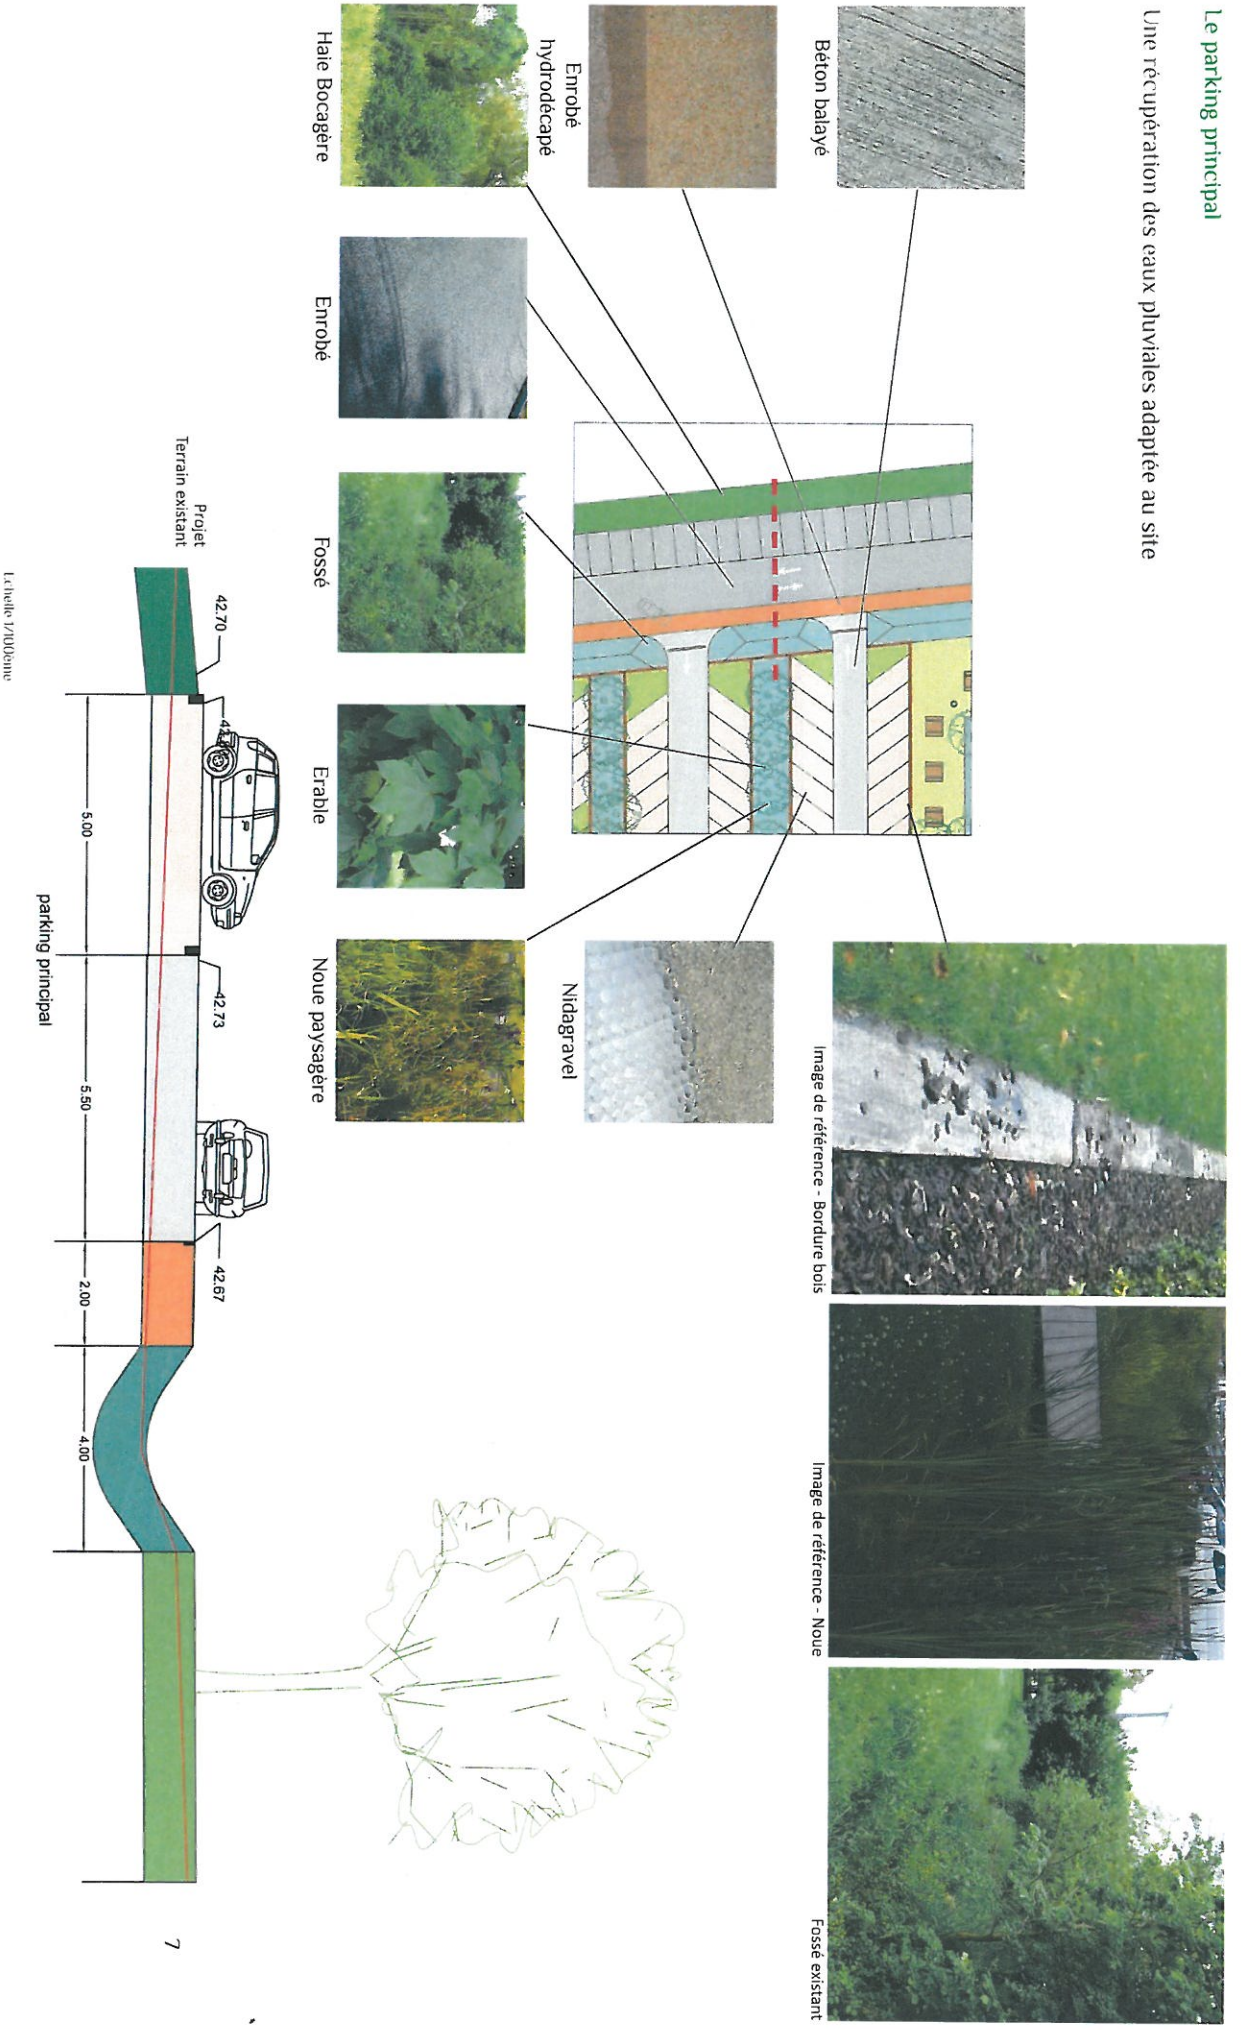 Le parking principal
Une récupération des eaux pluviales adaptée au site
Béton balayé
Enrobé
hydrodécapé
Haie Bocagère
Enrobé
Fossé
Erable
Noue paysagère
Nidagravel
Image de référence - Bordure bois
Image de référence - Noue
Fossé existant
Projet
Terrain existant
42.70
42.73
42.67
5.00
5.50
2.00
4.00
parking principal
Echelle 1/100ème
7